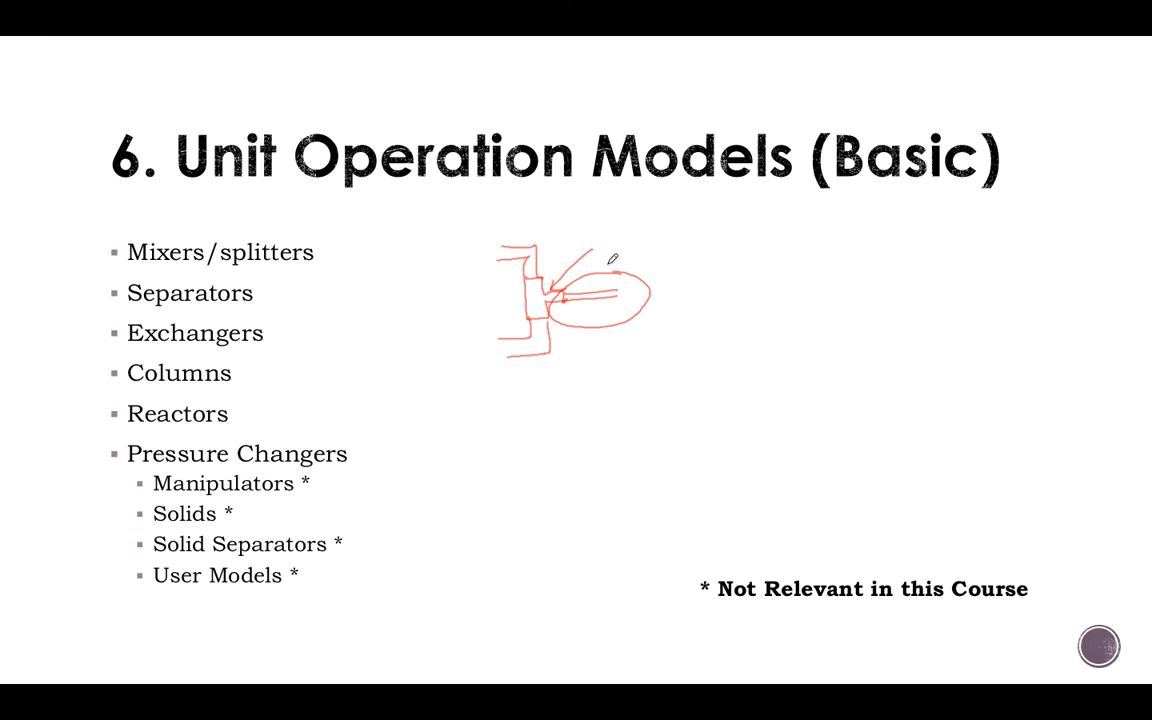 6. Unit Operation Models (Basic)
▪ Mixers/splitters
▪ Separators
▪ Exchangers
▪ Columns
▪ Reactors
▪ Pressure Changers
▪ Manipulators *
▪ Solids *
▪ Solid Separators *
▪ User Models *
* Not Relevant in this Course